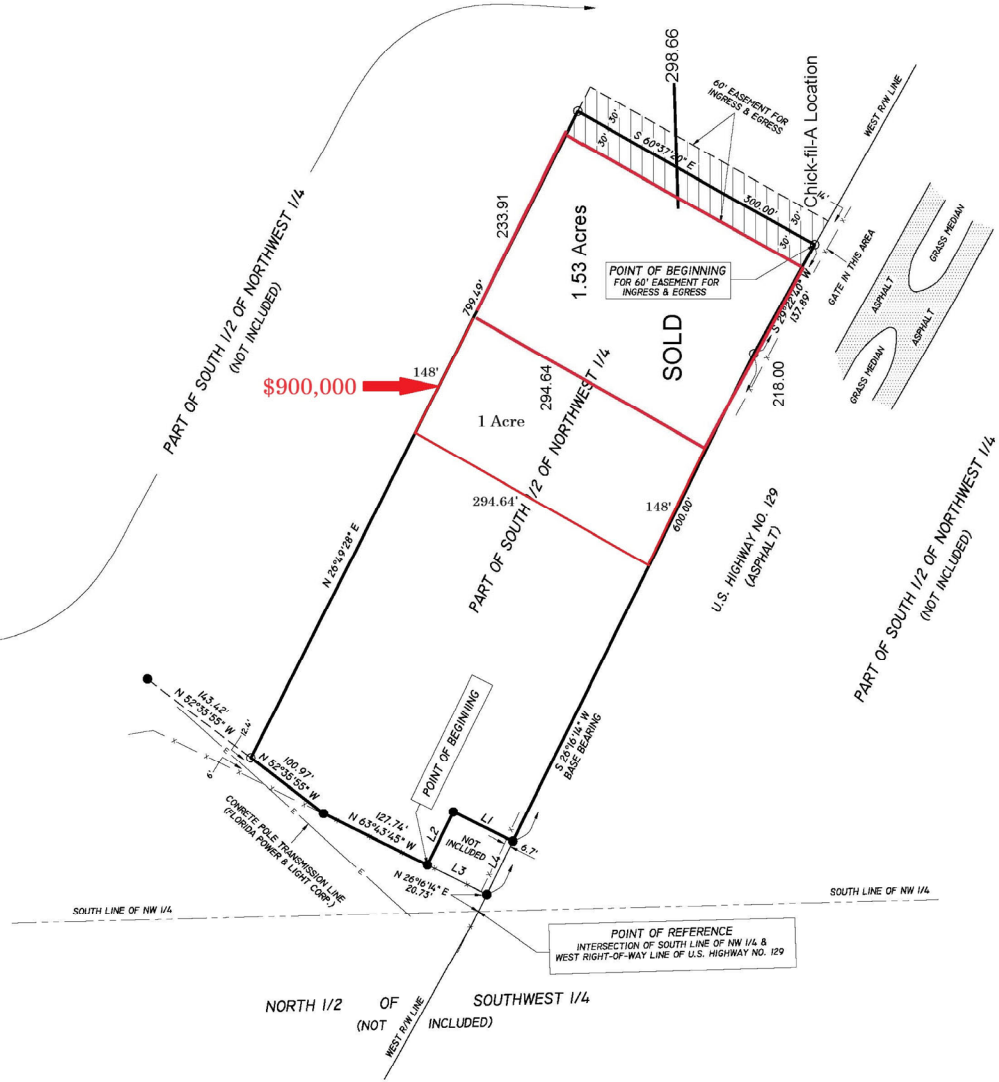 298.66
60' EASEMENT FOR
INGRESS & EGRESS
WEST R/W LINE
Chick-fil-A Location
30'
30'
S 60°37'20" E
300.00'
30'
30'
14'
PART OF SOUTH 1/2 OF NORTHWEST 1/4
(NOT INCLUDED)
233.91
1.53 Acres
POINT OF BEGINNING
FOR 60' EASEMENT FOR
INGRESS & EGRESS
GATE IN THIS AREA
GRASS MEDIAN
ASPHALT
ASPHALT
GRASS MEDIAN
S 29°22'40" W
137.89'
799.49'
SOLD
218.00
$900,000
148'
294.64
1 Acre
PART OF SOUTH 1/2 OF NORTHWEST 1/4
294.64'
148'
600.00'
U.S. HIGHWAY NO. 129
(ASPHALT)
PART OF SOUTH 1/2 OF NORTHWEST 1/4
(NOT INCLUDED)
N 26°49'28" E
143.42'
N 52°35'55" W
12.4'
6'
E
E
E
100.97'
N 52°35'55" W
POINT OF BEGINNING
S 26°16'14" W
BASE BEARING
CONRETE POLE TRANSMISSION LINE
(FLORIDA POWER & LIGHT CORP.)
127.74'
N 63°43'45" W
L2
L1
NOT
INCLUDED
L3
L4
6.7'
N 26°16'14" E
20.73'
SOUTH LINE OF NW 1/4
SOUTH LINE OF NW 1/4
POINT OF REFERENCE
INTERSECTION OF SOUTH LINE OF NW 1/4 &
WEST RIGHT-OF-WAY LINE OF U.S. HIGHWAY NO. 129
NORTH 1/2 OF SOUTHWEST 1/4
(NOT INCLUDED)
WEST R/W LINE